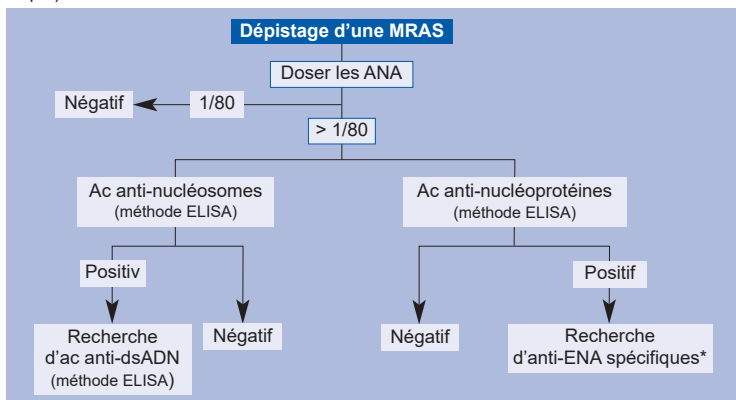 Dépistage d'une MRAS
Doser les ANA
Négatif
1/80
> 1/80
Ac anti-nucléosomes
(méthode ELISA)
Ac anti-nucléoprotéines
(méthode ELISA)
Positiv
Positif
Recherche
d'ac anti-dsADN
(méthode ELISA)
Négatif
Négatif
Recherche
d'anti-ENA spécifiques*